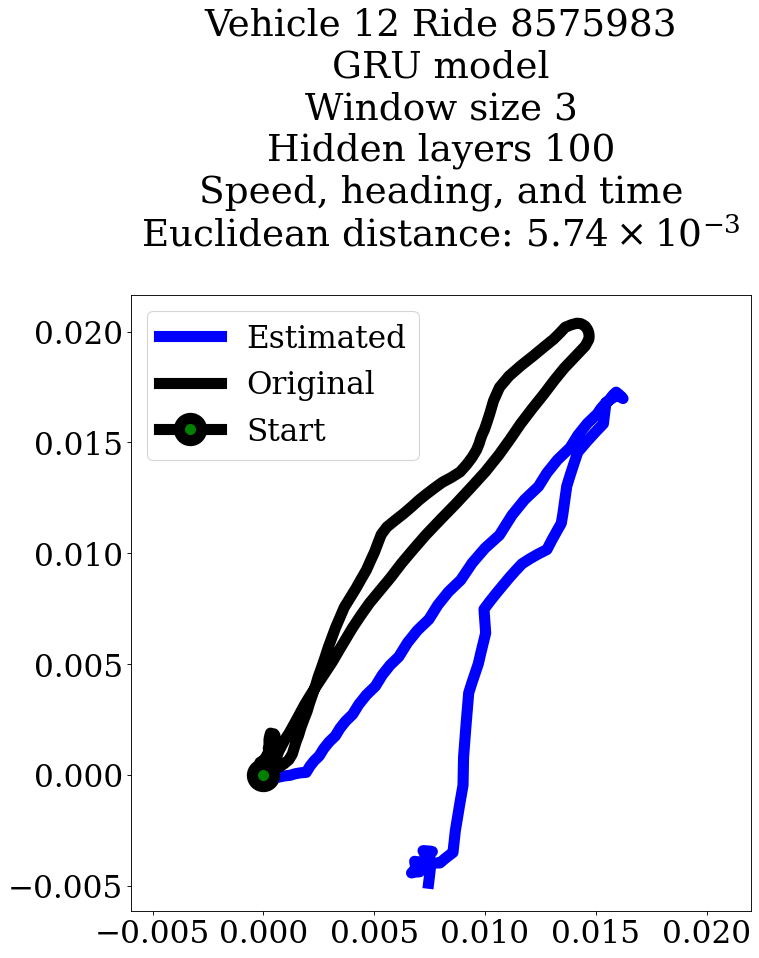 Vehicle 12 Ride 8575983
GRU model
Window size 3
Hidden layers 100
Speed, heading, and time
Euclidean distance: 5.74 × 10⁻³
Estimated
Original
Start
0.020
0.015
0.010
0.005
0.000
−0.005
−0.005 0.000 0.005 0.010 0.015 0.020